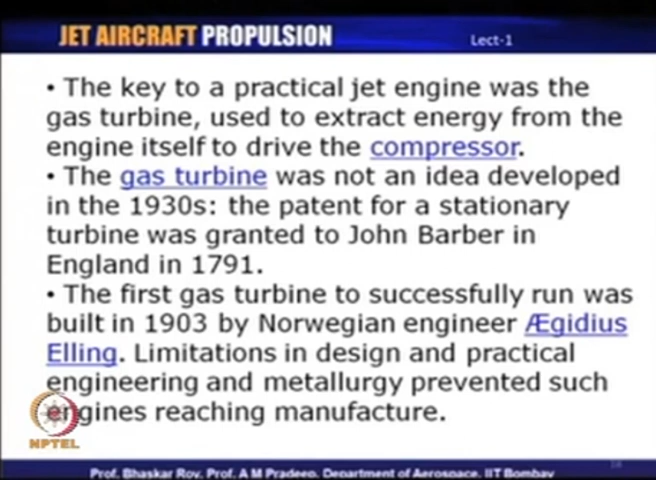 JET AIRCRAFT PROPULSION Lect-1
• The key to a practical jet engine was the
gas turbine, used to extract energy from the
engine itself to drive the compressor.
• The gas turbine was not an idea developed
in the 1930s: the patent for a stationary
turbine was granted to John Barber in
England in 1791.
• The first gas turbine to successfully run was
built in 1903 by Norwegian engineer Ægidius
Elling. Limitations in design and practical
engineering and metallurgy prevented such
engines reaching manufacture.
NPTEL
Prof. Bhaskar Roy, Prof. A M Pradeep, Department of Aerospace, IIT Bombay